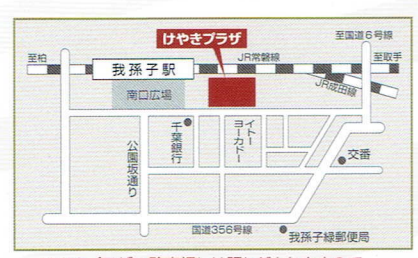 けやきプラザ
至国道6号線
至柏
我孫子駅
JR常磐線
至取手
JR成田線
南口広場
千葉銀行
イトーヨーカドー
公園坂通り
交番
国道356号線
我孫子緑郵便局